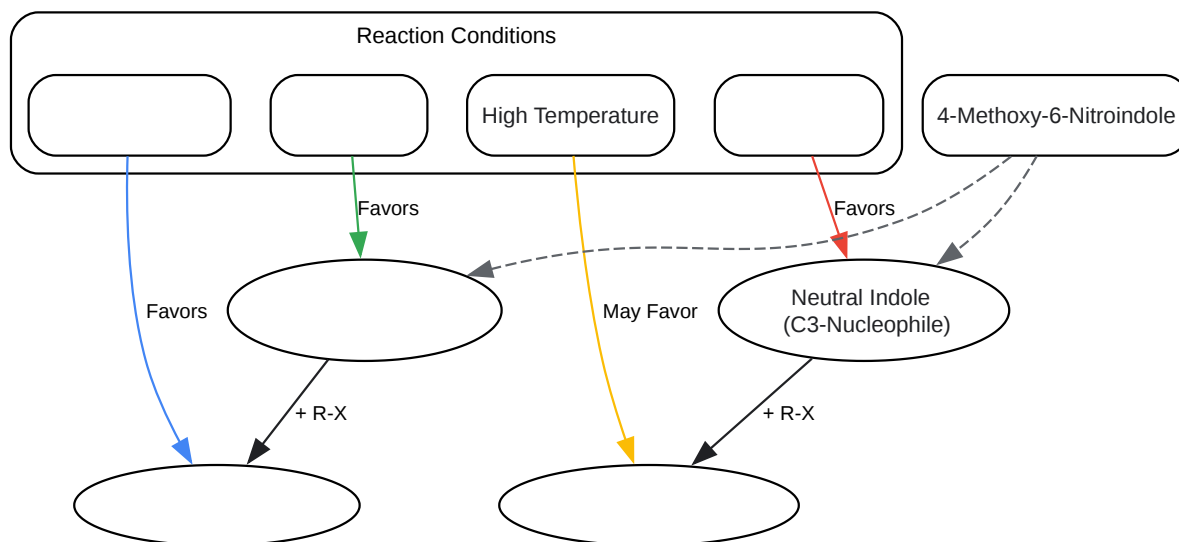 Reaction Conditions
High Temperature
4-Methoxy-6-Nitroindole
Favors
Favors
Favors
May Favor
Neutral Indole
(C3-Nucleophile)
+ R-X
+ R-X